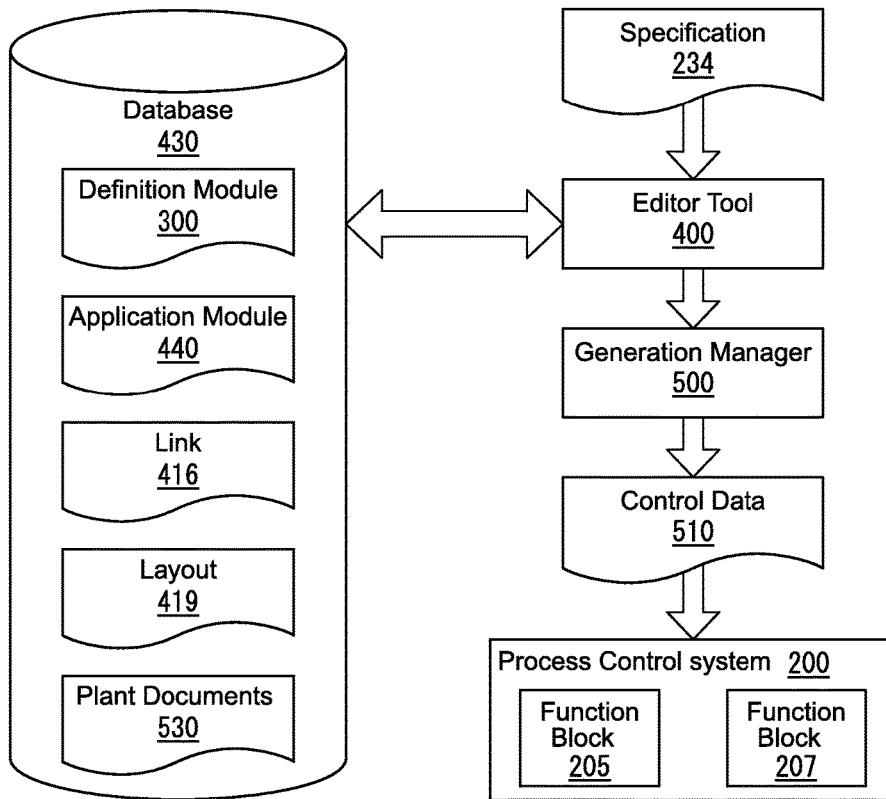 Database
430
Definition Module
300
Application Module
440
Link
416
Layout
419
Plant Documents
530
Specification
234
Editor Tool
400
Generation Manager
500
Control Data
510
Process Control system 200
Function
Block
205
Function
Block
207